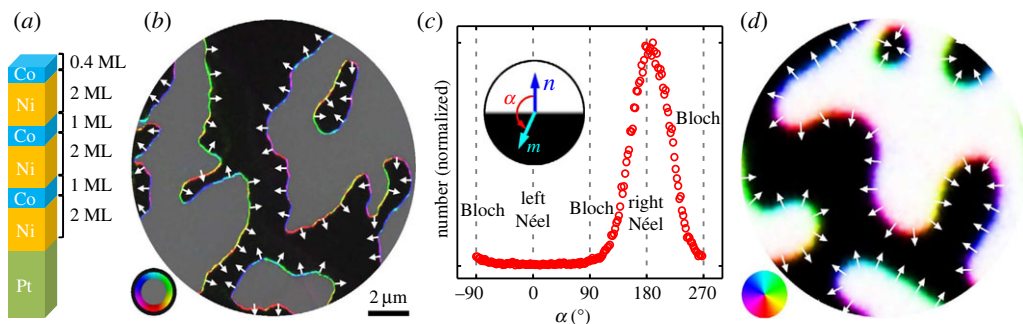 (a)
Co
Ni
Co
Ni
Co
Ni
Pt
0.4 ML
2 ML
1 ML
2 ML
1 ML
2 ML
(b)
2 μm
(c)
number (normalized)
α
n
m
Bloch
left
Néel
Bloch
right
Néel
Bloch
−90
0
90
180
270
α (°)
(d)